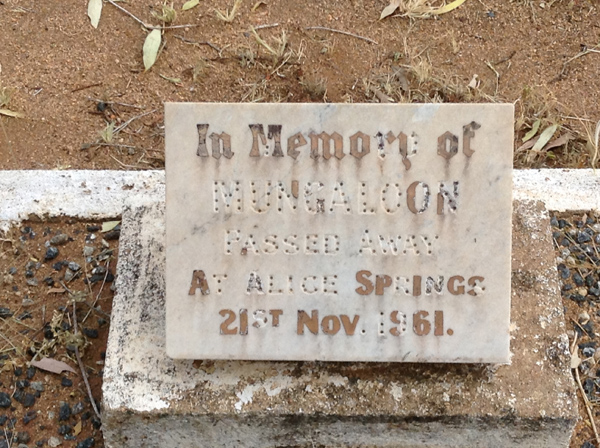 In Memory of
MUNGALOON
PASSED AWAY
AT ALICE SPRINGS
21ST NOV. 1961.